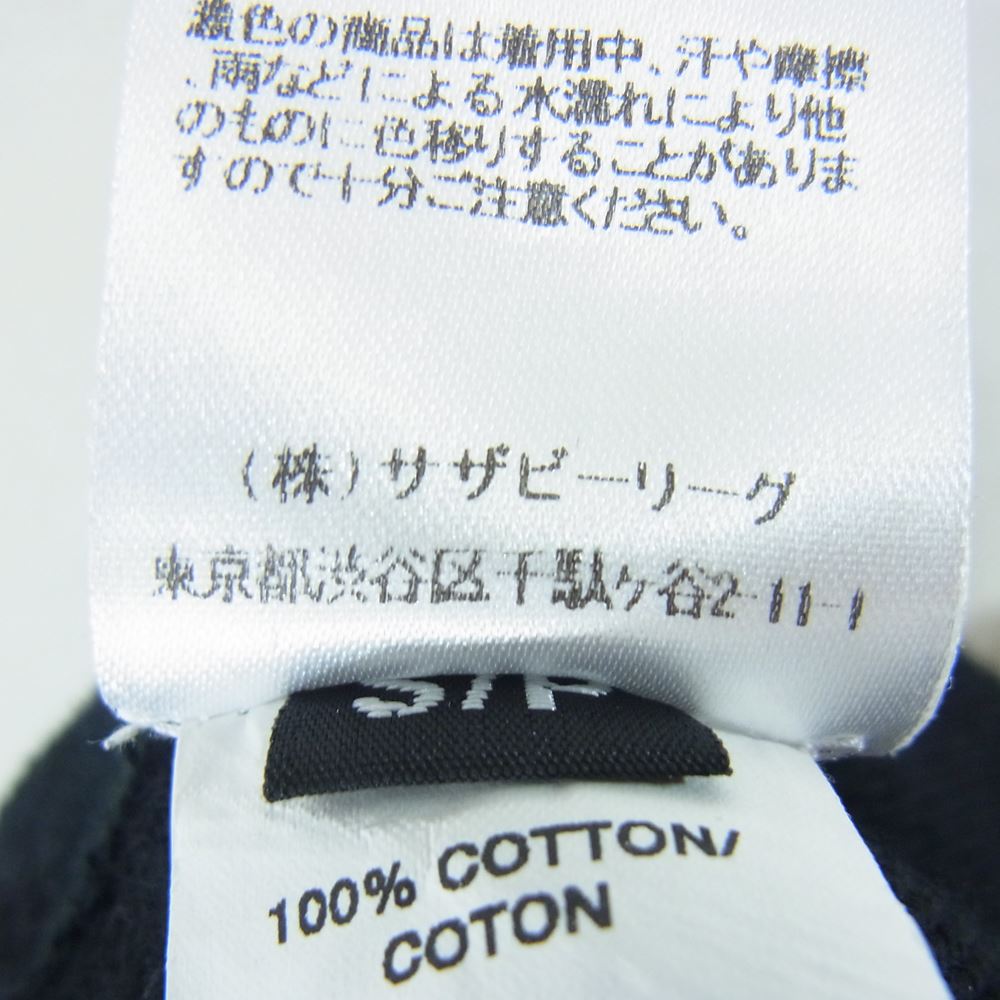 濃色の商品は着用中、汗や摩擦
、雨などによる水濡れにより他
のものに色移りすることがありま
すので十分ご注意ください。
(株)サザビーリーグ
東京都渋谷区千駄ヶ谷2-11-1
S/P
100% COTTON/
COTON